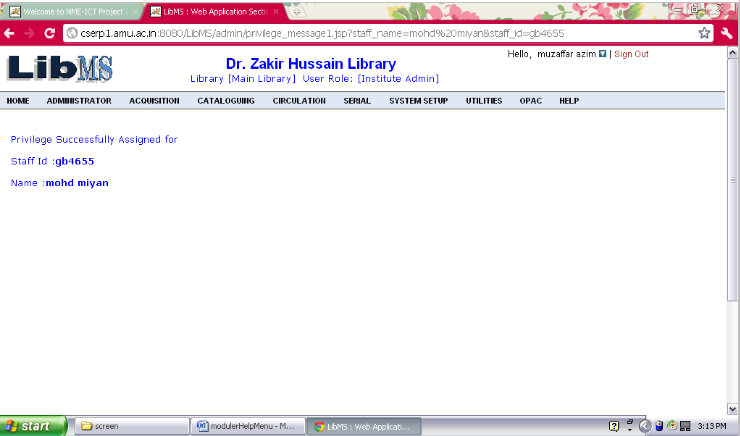 Welcome to NME-ICT Project
LibMS : Web Application Secti
cserp1.amu.ac.in:8080/LibMS/admin/privilege_message1.jsp?staff_name=mohd%20miyan&staff_id=gb4655
Hello, muzaffar azim | Sign Out
LibMS
Dr. Zakir Hussain Library
Library [Main Library] User Role: [Institute Admin]
HOME ADMINISTRATOR ACQUISITION CATALOGUING CIRCULATION SERIAL SYSTEM SETUP UTILITIES OPAC HELP
Privilege Successfully Assigned for
Staff Id :gb4655
Name :mohd miyan
start screen modulerHelpMenu - M... LibMS : Web Applicati... 3:13 PM